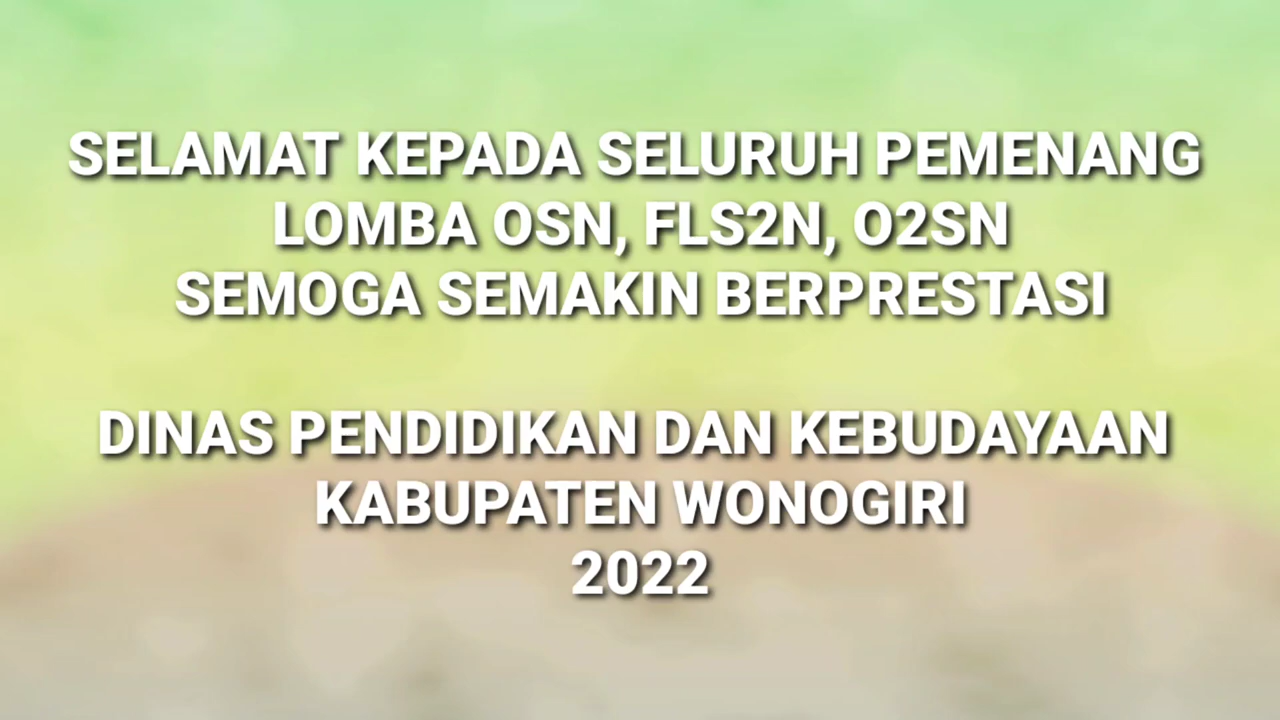 SELAMAT KEPADA SELURUH PEMENANG
LOMBA OSN, FLS2N, O2SN
SEMOGA SEMAKIN BERPRESTASI
DINAS PENDIDIKAN DAN KEBUDAYAAN
KABUPATEN WONOGIRI
2022